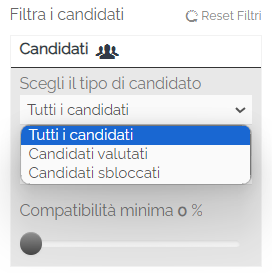 Filtra i candidati Reset Filtri
Candidati
Scegli il tipo di candidato
Tutti i candidati
Tutti i candidati
Candidati valutati
Candidati sbloccati
Compatibilità minima 0 %